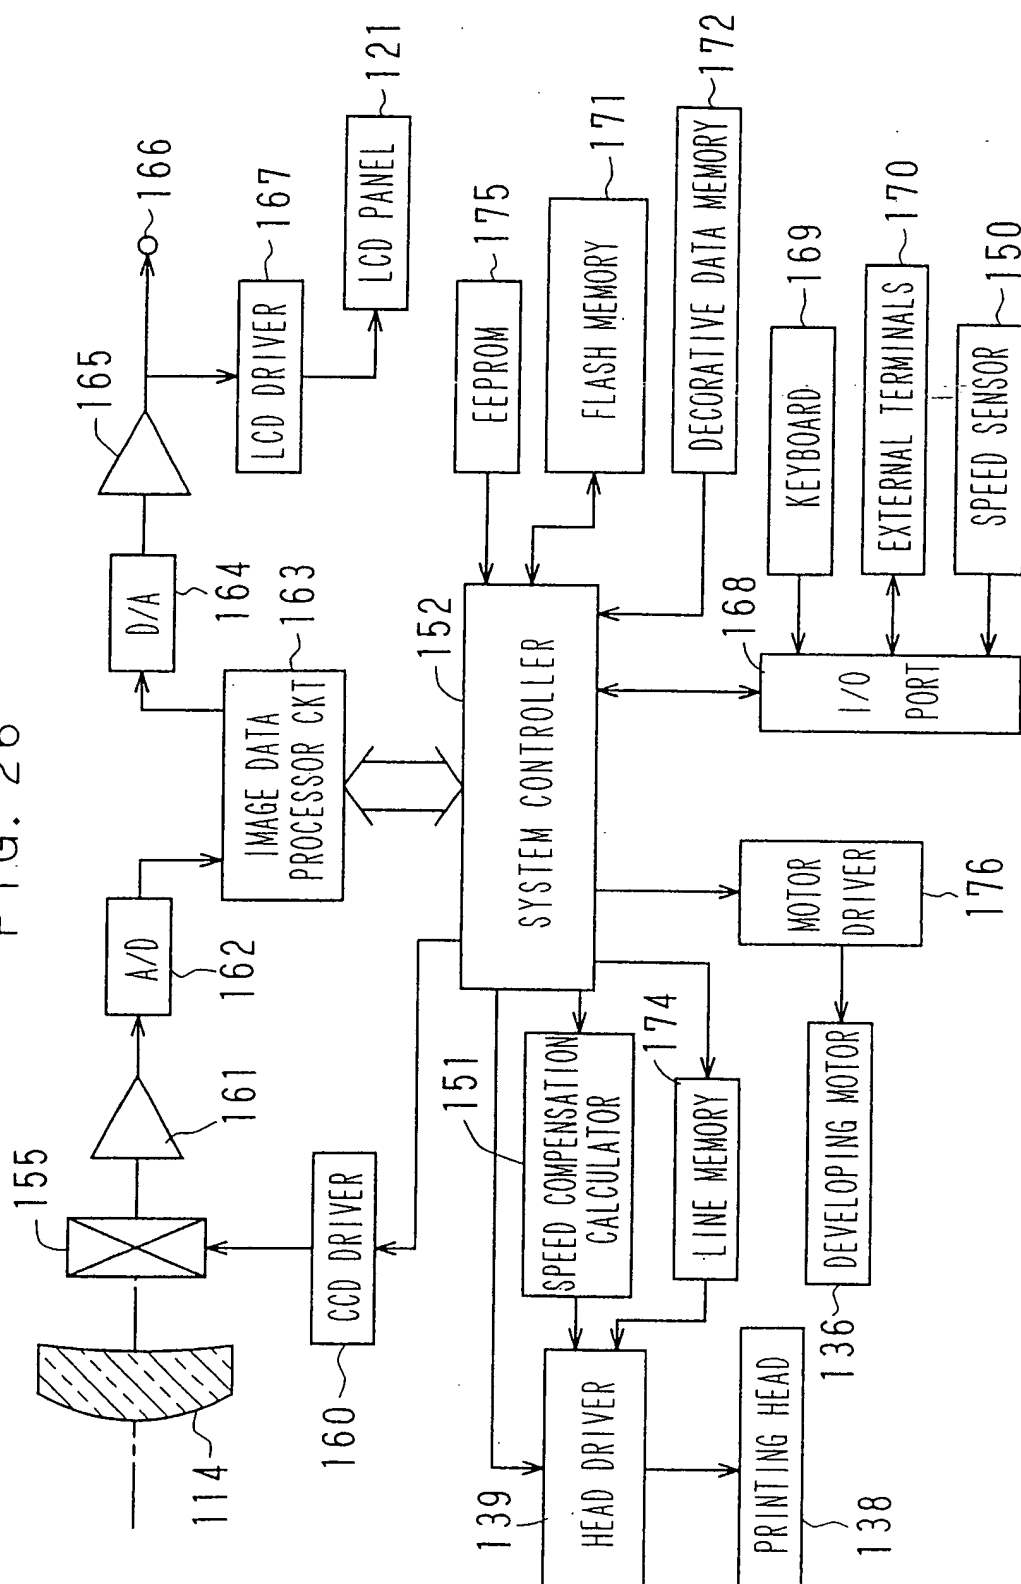 FIG. 26
114
155
161
A/D
162
IMAGE DATA
PROCESSOR CKT
163
D/A
164
165
166
LCD DRIVER
167
LCD PANEL
121
CCD DRIVER
160
SYSTEM CONTROLLER
152
EEPROM
175
FLASH MEMORY
171
DECORATIVE DATA MEMORY
172
SPEED COMPENSATION
CALCULATOR
151
LINE MEMORY
174
HEAD DRIVER
139
PRINTING HEAD
138
MOTOR
DRIVER
176
DEVELOPING MOTOR
136
I/O
PORT
168
KEYBOARD
169
EXTERNAL TERMINALS
170
SPEED SENSOR
150